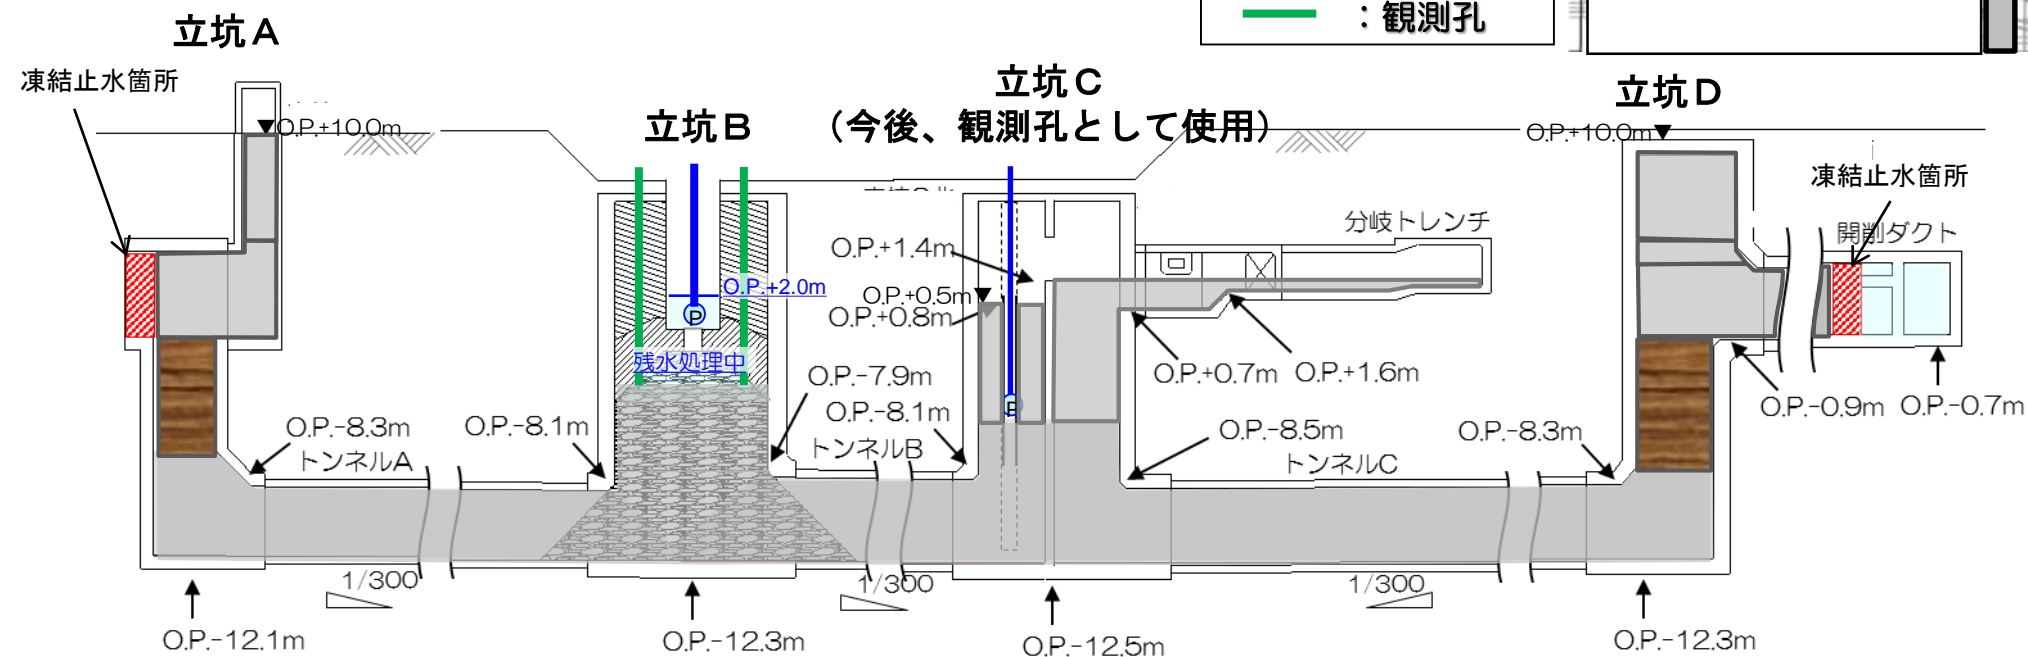 ：観測孔
立坑A
凍結止水箇所
O.P.+10.0m
立坑B
立坑C
（今後、観測孔として使用）
立坑D
O.P.+10.0m
凍結止水箇所
開削ダクト
分岐トレンチ
O.P.+1.4m
O.P.+2.0m
O.P.+0.5m
O.P.+0.8m
P
残水処理中
O.P.-7.9m
O.P.-8.1m
トンネルB
P
O.P.+0.7m
O.P.+1.6m
O.P.-0.9m
O.P.-0.7m
O.P.-8.3m
トンネルA
O.P.-8.1m
O.P.-8.5m
トンネルC
O.P.-8.3m
1/300
1/300
1/300
O.P.-12.1m
O.P.-12.3m
O.P.-12.5m
O.P.-12.3m